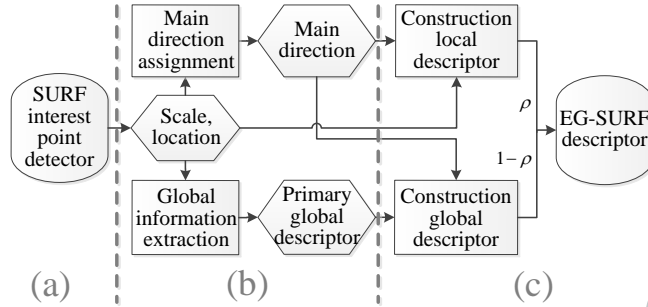 Main
direction
assignment
Main
direction
Construction
local
descriptor
SURF
interest
point
detector
Scale,
location
ρ
1−ρ
EG-SURF
descriptor
Global
information
extraction
Primary
global
descriptor
Construction
global
descriptor
(a)
(b)
(c)